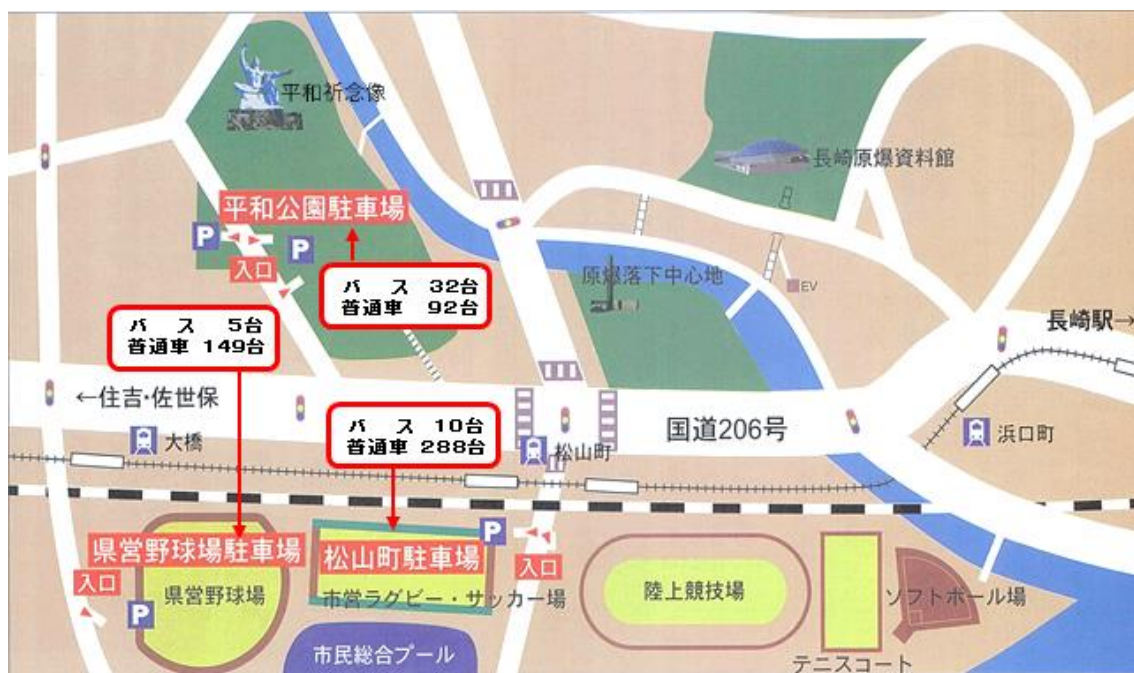 平和祈念像
長崎原爆資料館
平和公園駐車場
P
P
入口
バス 32台
普通車 92台
原爆落下中心地
EV
バス 5台
普通車 149台
長崎駅→
←住吉・佐世保
バス 10台
普通車 288台
国道206号
大橋
松山町
浜口町
県営野球場駐車場
松山町駐車場
P
入口
入口
P
県営野球場
市営ラグビー・サッカー場
陸上競技場
ソフトボール場
市民総合プール
テニスコート